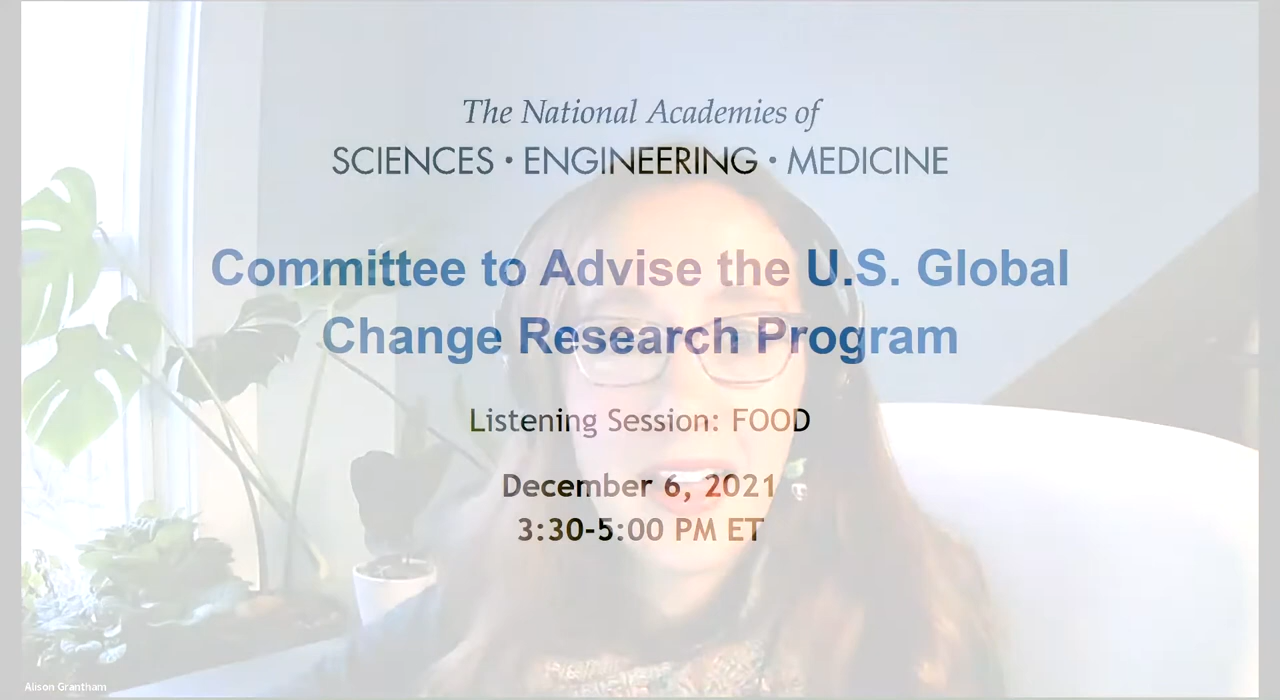 The National Academies of
SCIENCES · ENGINEERING · MEDICINE
Committee to Advise the U.S. Global
Change Research Program
Listening Session: FOOD
December 6, 2021
3:30-5:00 PM ET
Alison Grantham